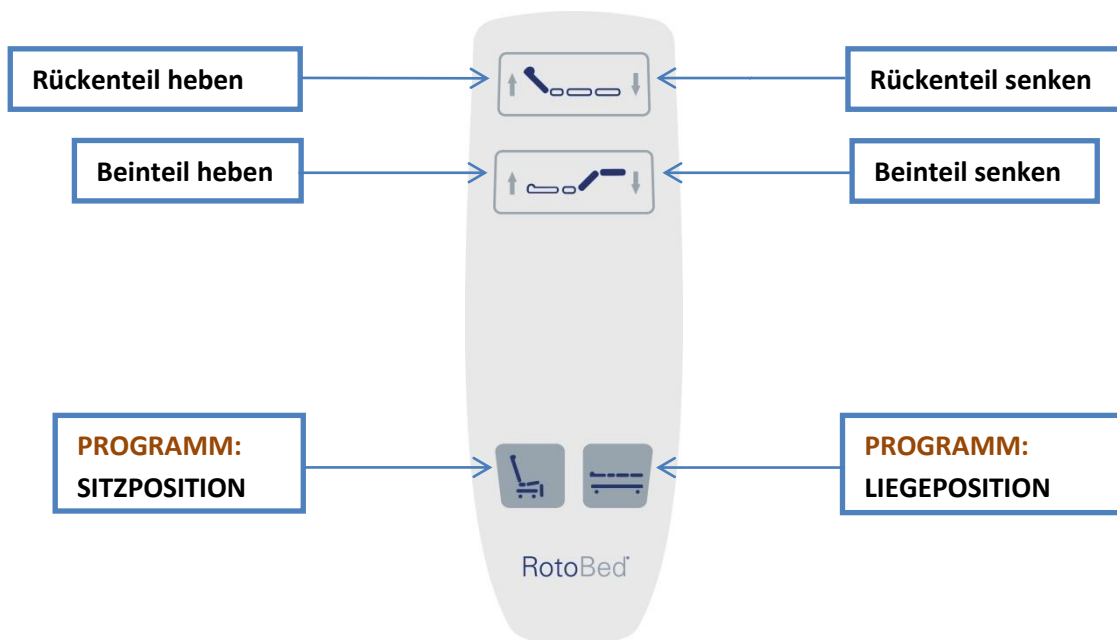 Rückenteil heben
Rückenteil senken
Beinteil heben
Beinteil senken
PROGRAMM:
SITZPOSITION
PROGRAMM:
LIEGEPOSITION
RotoBed®